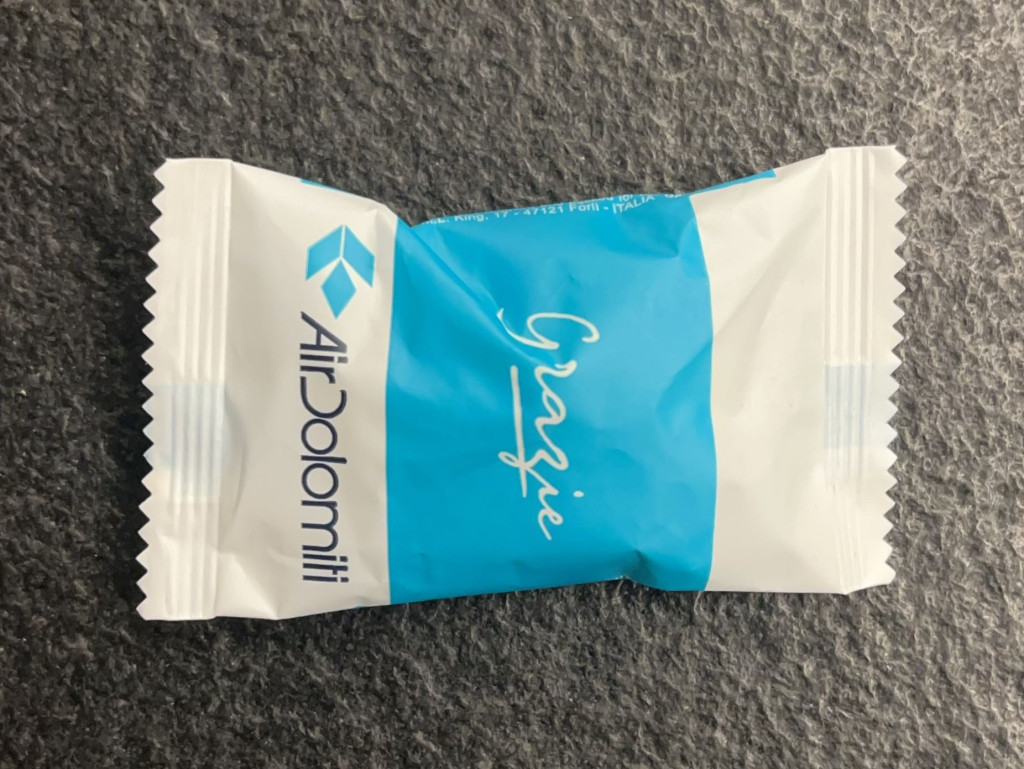 AirDolomiti
Grazie
King, 17 - 47121 Forlì - ITALIA